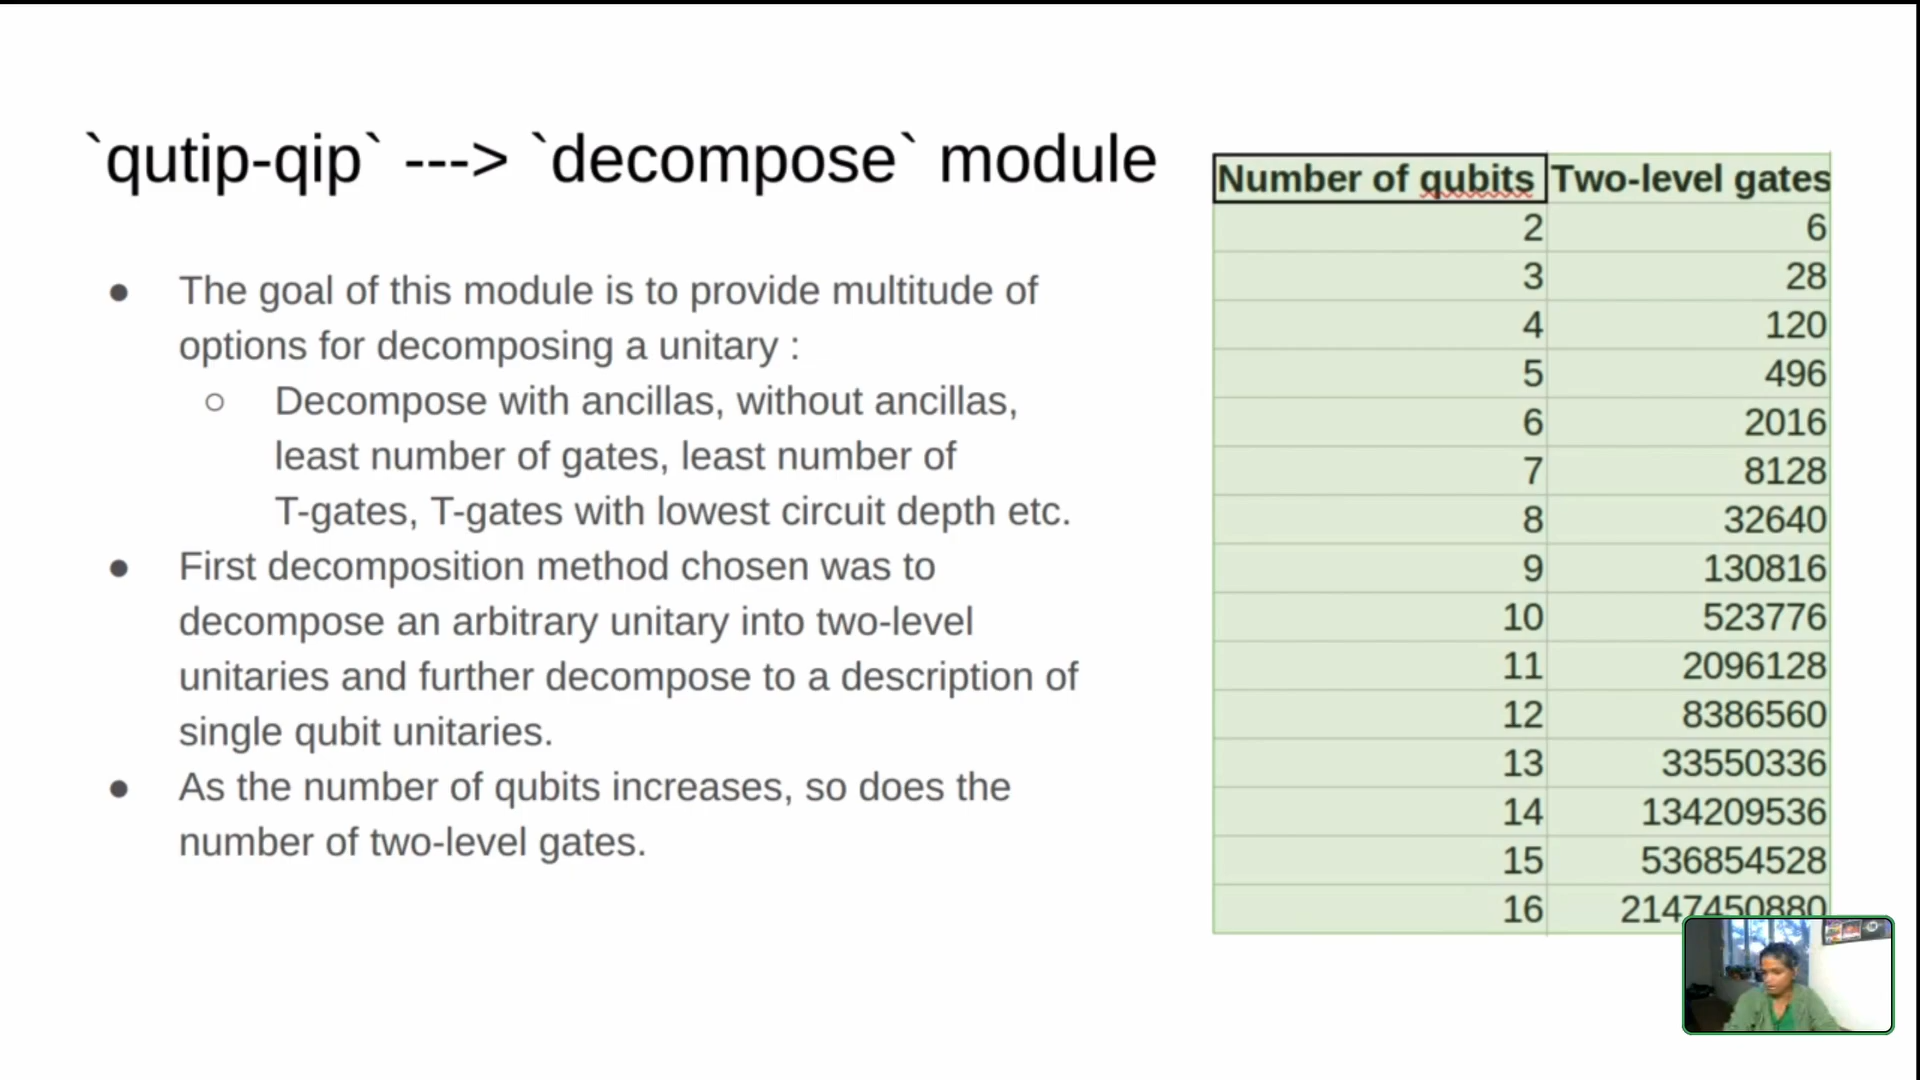 `qutip-qip` ---> `decompose` module
● The goal of this module is to provide multitude of
options for decomposing a unitary :
○ Decompose with ancillas, without ancillas,
least number of gates, least number of
T-gates, T-gates with lowest circuit depth etc.
● First decomposition method chosen was to
decompose an arbitrary unitary into two-level
unitaries and further decompose to a description of
single qubit unitaries.
● As the number of qubits increases, so does the
number of two-level gates.
Number of qubits Two-level gates
2 6
3 28
4 120
5 496
6 2016
7 8128
8 32640
9 130816
10 523776
11 2096128
12 8386560
13 33550336
14 134209536
15 536854528
16 2147450880